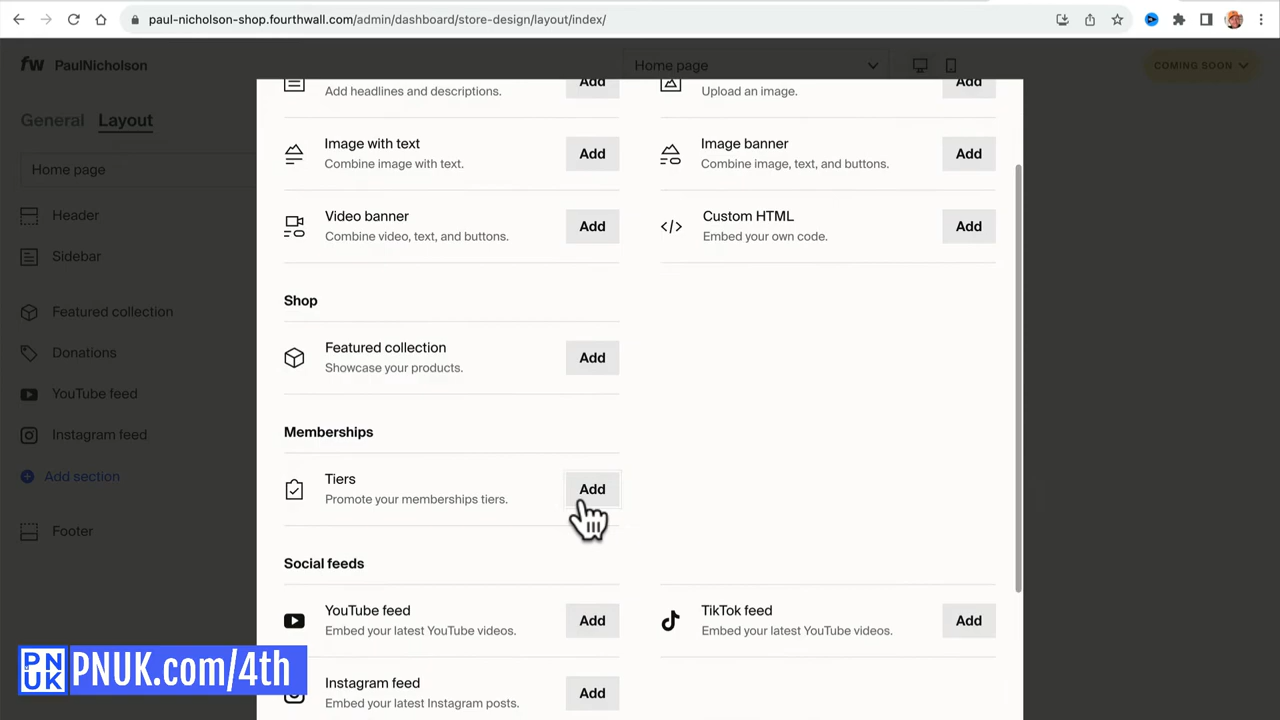 paul-nicholson-shop.fourthwall.com/admin/dashboard/store-design/layout/index/
fw PaulNicholson
Home page
COMING SOON
General Layout
Home page
Header
Sidebar
Featured collection
Donations
YouTube feed
Instagram feed
Add section
Footer
Add headlines and descriptions.
Add
Upload an image.
Add
Image with text
Combine image with text.
Add
Image banner
Combine image, text, and buttons.
Add
Video banner
Combine video, text, and buttons.
Add
Custom HTML
Embed your own code.
Add
Shop
Featured collection
Showcase your products.
Add
Memberships
Tiers
Promote your memberships tiers.
Add
Social feeds
YouTube feed
Embed your latest YouTube videos.
Add
TikTok feed
Embed your latest YouTube videos.
Add
Instagram feed
Embed your latest Instagram posts.
Add
PN
UK
PNUK.com/4th